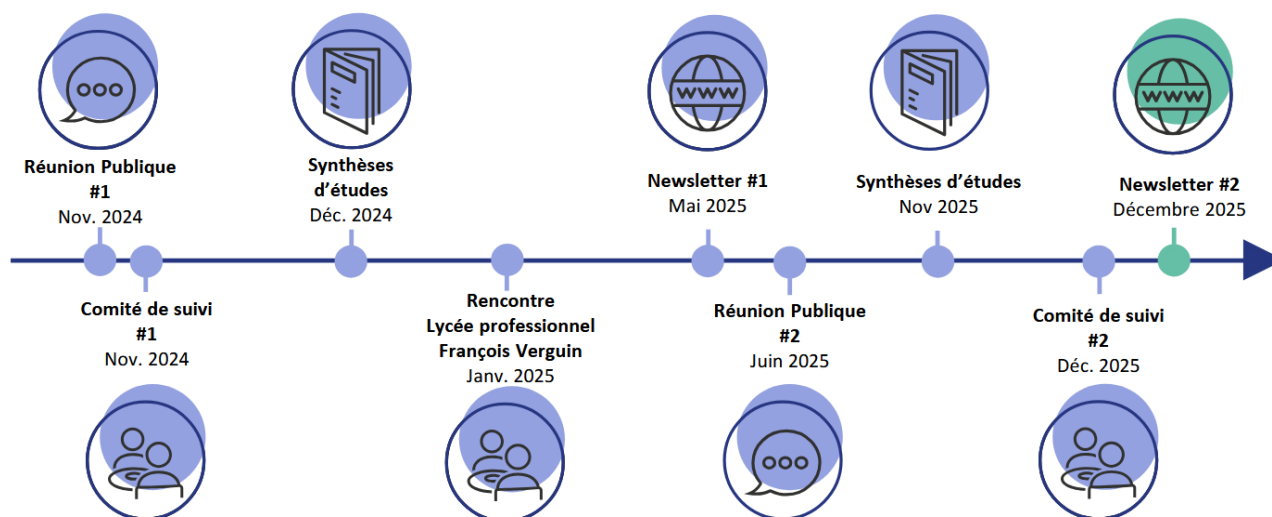 Réunion Publique
#1
Nov. 2024
Synthèses
d’études
Déc. 2024
WWW
Newsletter #1
Mai 2025
Synthèses d’études
Nov 2025
WWW
Newsletter #2
Décembre 2025
Comité de suivi
#1
Nov. 2024
Rencontre
Lycée professionnel
François Verguin
Janv. 2025
Réunion Publique
#2
Juin 2025
Comité de suivi
#2
Déc. 2025